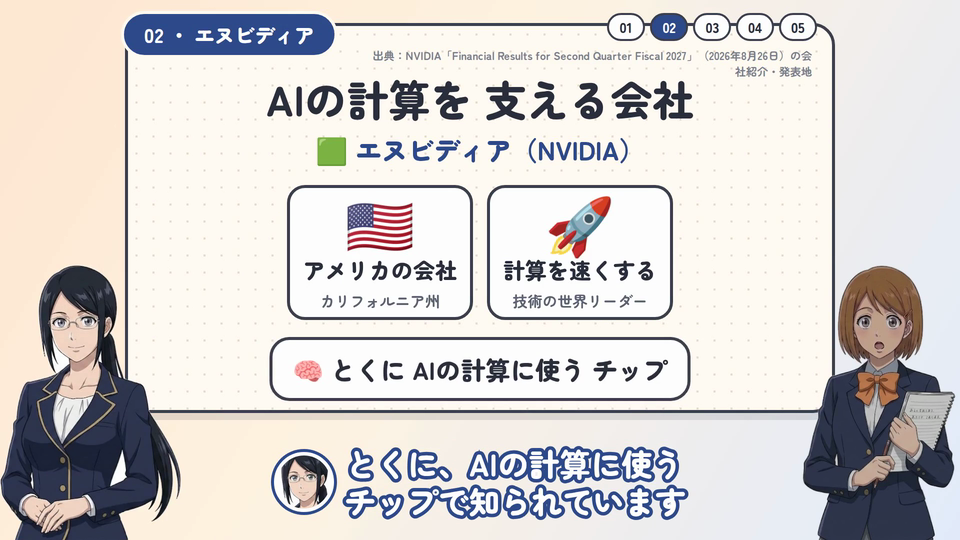 02 ・ エヌビディア
01 02 03 04 05
出典：NVIDIA「Financial Results for Second Quarter Fiscal 2027」（2026年8月26日）の会
社紹介・発表地
AIの計算を 支える会社
エヌビディア（NVIDIA）
アメリカの会社
カリフォルニア州
計算を速くする
技術の世界リーダー
とくに AIの計算に使う チップ
とくに、AIの計算に使う
チップで知られています